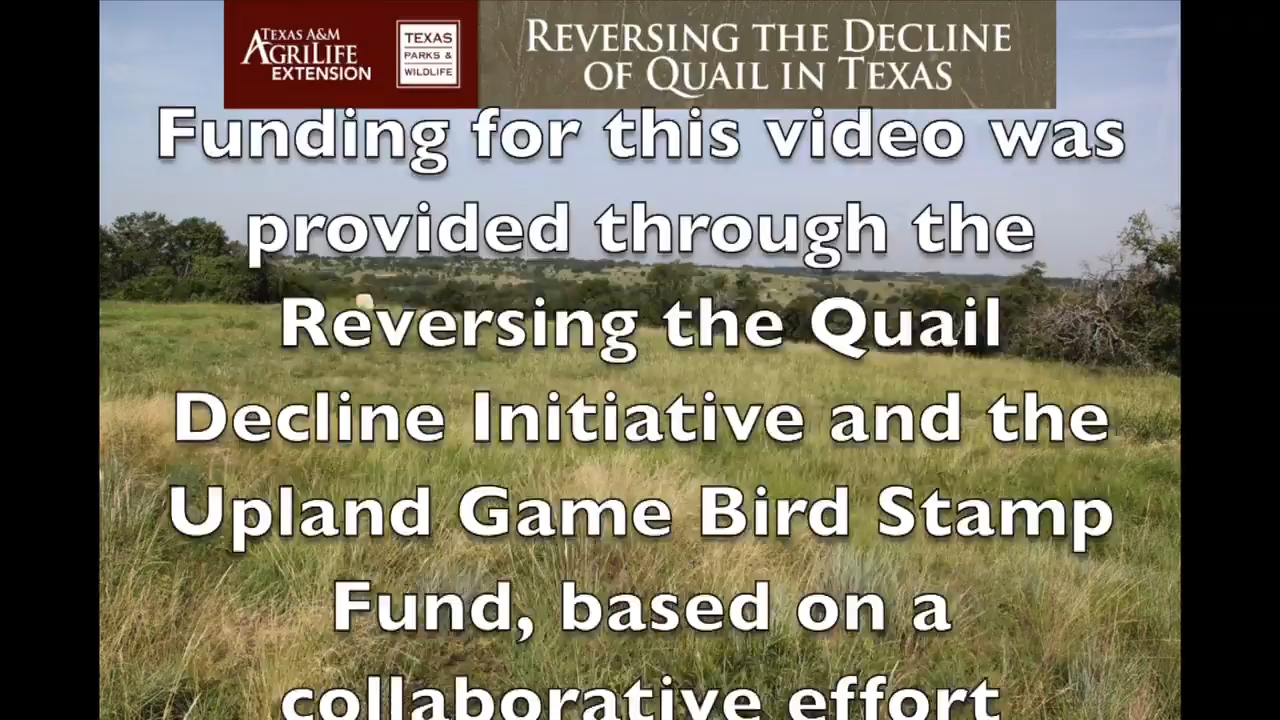 TEXAS A&M
AGRILIFE
EXTENSION
TEXAS
PARKS &
WILDLIFE
REVERSING THE DECLINE
OF QUAIL IN TEXAS
Funding for this video was
provided through the
Reversing the Quail
Decline Initiative and the
Upland Game Bird Stamp
Fund, based on a
collaborative effort